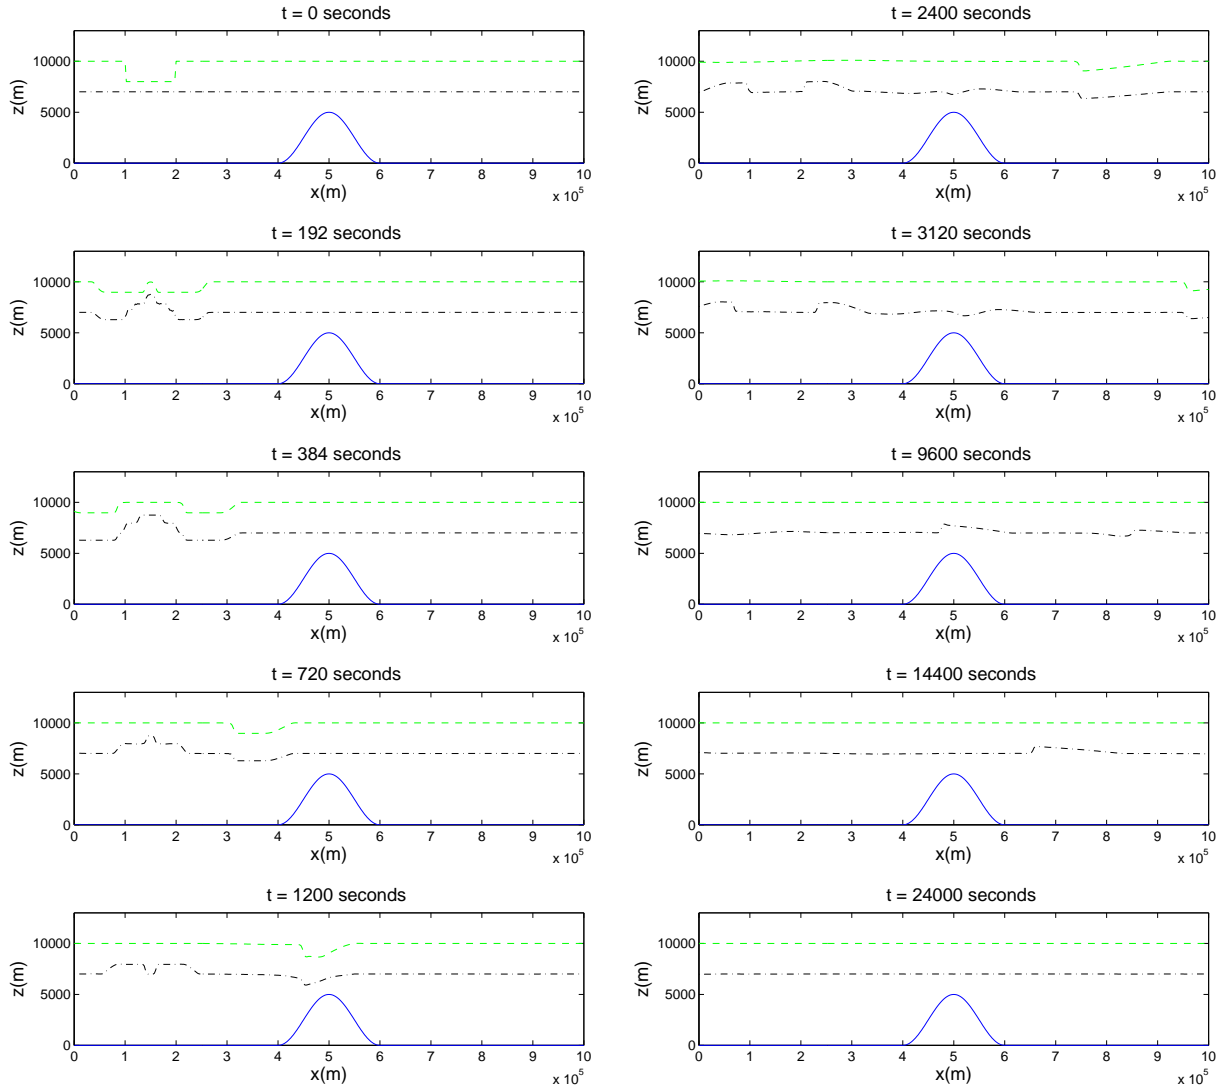 t = 0 seconds
z(m)
10000
5000
0
0 1 2 3 4 5 6 7 8 9 10
x(m)
x 10^5
t = 192 seconds
z(m)
10000
5000
0
0 1 2 3 4 5 6 7 8 9 10
x(m)
x 10^5
t = 384 seconds
z(m)
10000
5000
0
0 1 2 3 4 5 6 7 8 9 10
x(m)
x 10^5
t = 720 seconds
z(m)
10000
5000
0
0 1 2 3 4 5 6 7 8 9 10
x(m)
x 10^5
t = 1200 seconds
z(m)
10000
5000
0
0 1 2 3 4 5 6 7 8 9 10
x(m)
x 10^5
t = 2400 seconds
z(m)
10000
5000
0
0 1 2 3 4 5 6 7 8 9 10
x(m)
x 10^5
t = 3120 seconds
z(m)
10000
5000
0
0 1 2 3 4 5 6 7 8 9 10
x(m)
x 10^5
t = 9600 seconds
z(m)
10000
5000
0
0 1 2 3 4 5 6 7 8 9 10
x(m)
x 10^5
t = 14400 seconds
z(m)
10000
5000
0
0 1 2 3 4 5 6 7 8 9 10
x(m)
x 10^5
t = 24000 seconds
z(m)
10000
5000
0
0 1 2 3 4 5 6 7 8 9 10
x(m)
x 10^5